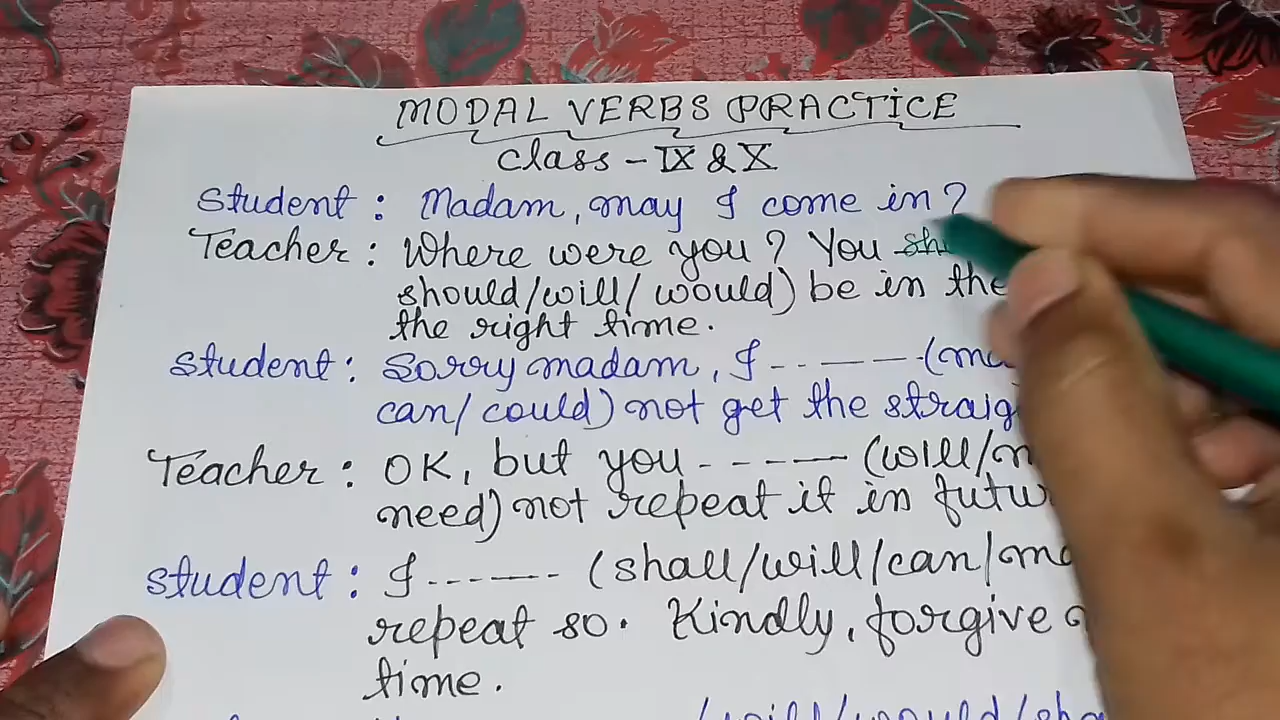 MODAL VERBS PRACTICE
Class - IX & X
Student : Madam, may I come in?
Teacher : Where were you? You
should/will/would) be in the
the right time.
Student : Sorry madam, I ------
can/could) not get the
Teacher : OK, but you ------ (will/
need) not repeat it in
Student : I ------ (shall/will/can/
repeat so. Kindly, forgive
time.
/will/would/